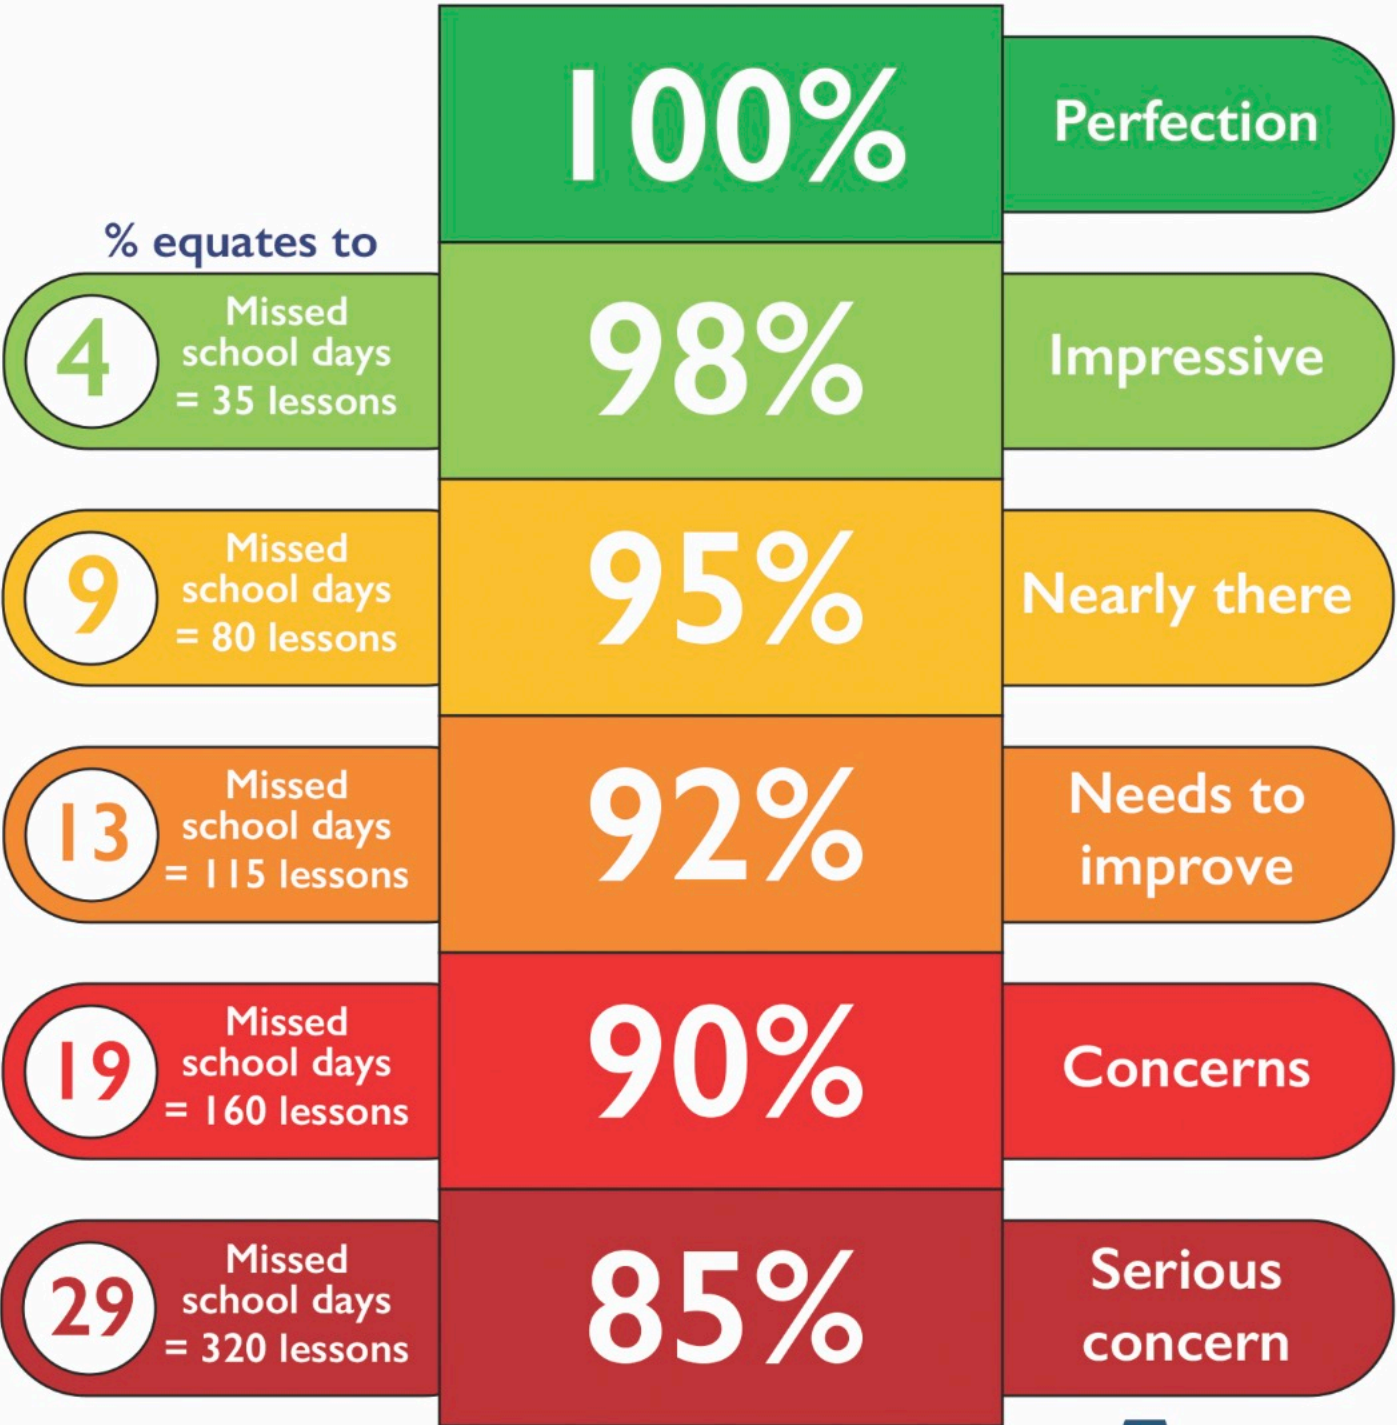 100%
Perfection
% equates to
4
Missed
school days
= 35 lessons
98%
Impressive
9
Missed
school days
= 80 lessons
95%
Nearly there
13
Missed
school days
= 115 lessons
92%
Needs to
improve
19
Missed
school days
= 160 lessons
90%
Concerns
29
Missed
school days
= 320 lessons
85%
Serious
concern